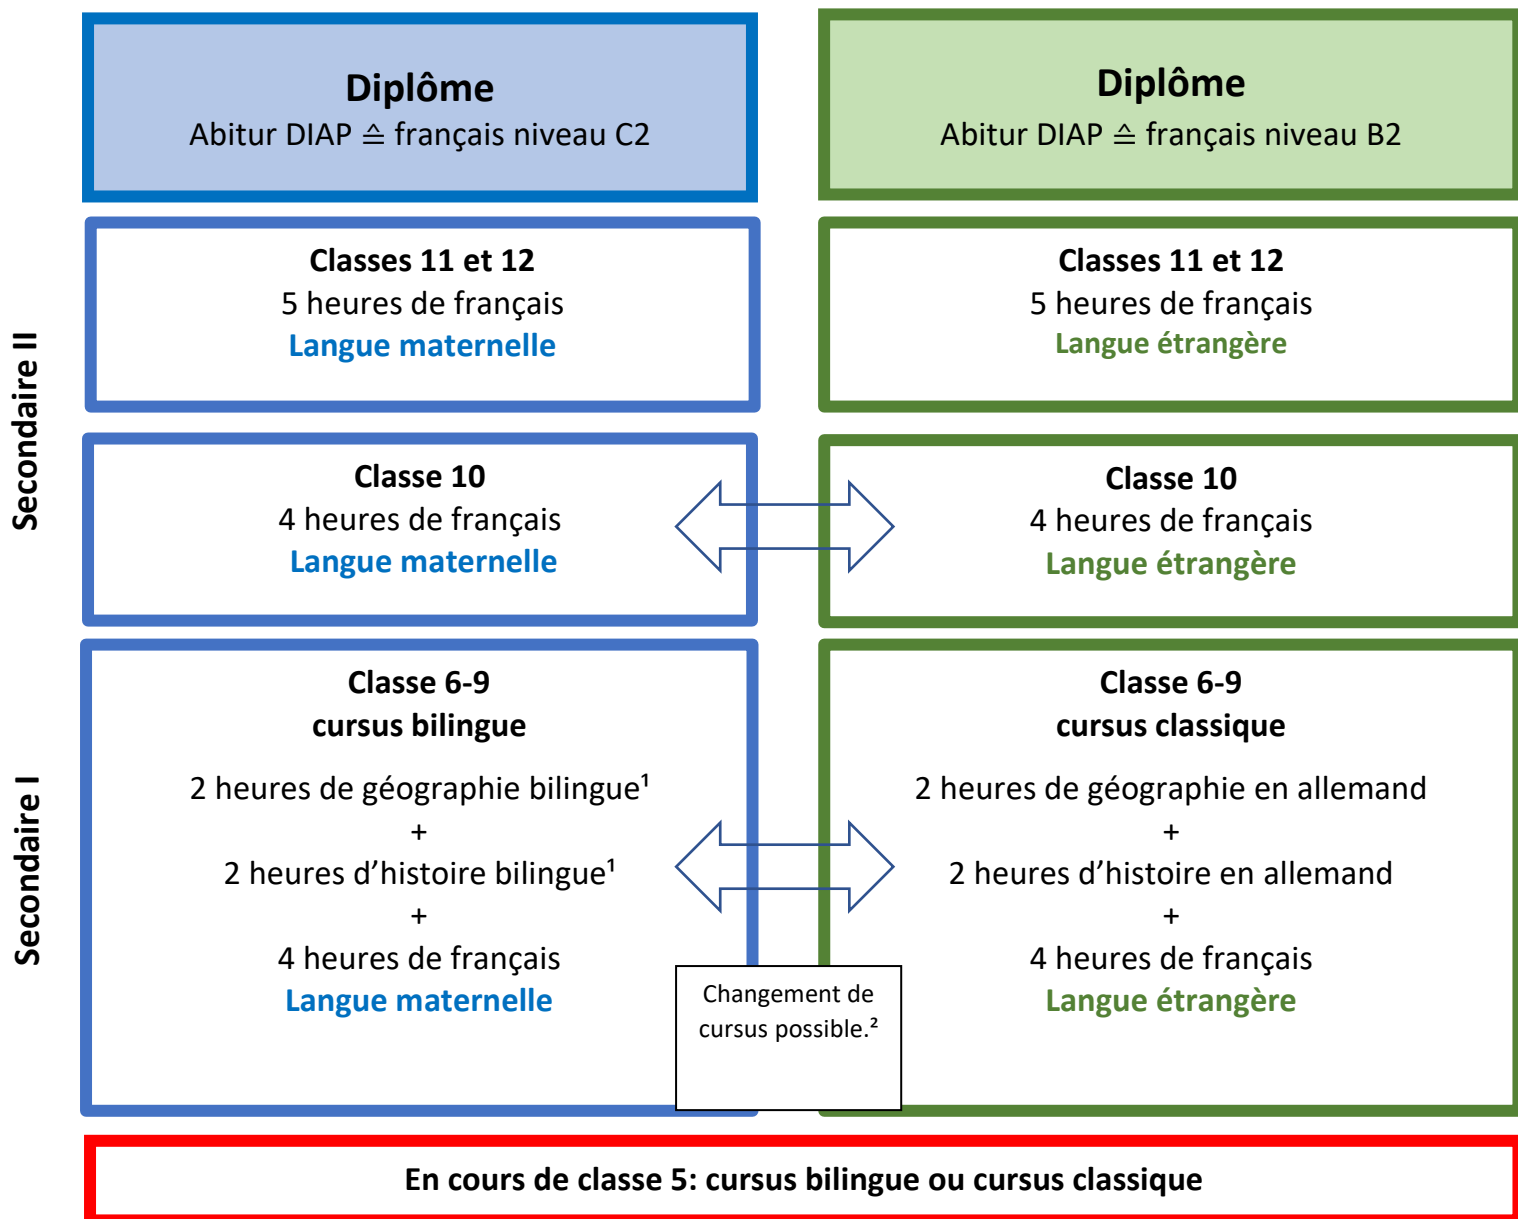 Diplôme
Abitur DIAP ≙ français niveau C2
Diplôme
Abitur DIAP ≙ français niveau B2
Secondaire II
Classes 11 et 12
5 heures de français
Langue maternelle
Classes 11 et 12
5 heures de français
Langue étrangère
Classe 10
4 heures de français
Langue maternelle
Classe 10
4 heures de français
Langue étrangère
Secondaire I
Classe 6-9
cursus bilingue
2 heures de géographie bilingue¹
+
2 heures d’histoire bilingue¹
+
4 heures de français
Langue maternelle
Classe 6-9
cursus classique
2 heures de géographie en allemand
+
2 heures d’histoire en allemand
+
4 heures de français
Langue étrangère
Changement de
cursus possible.²
En cours de classe 5: cursus bilingue ou cursus classique